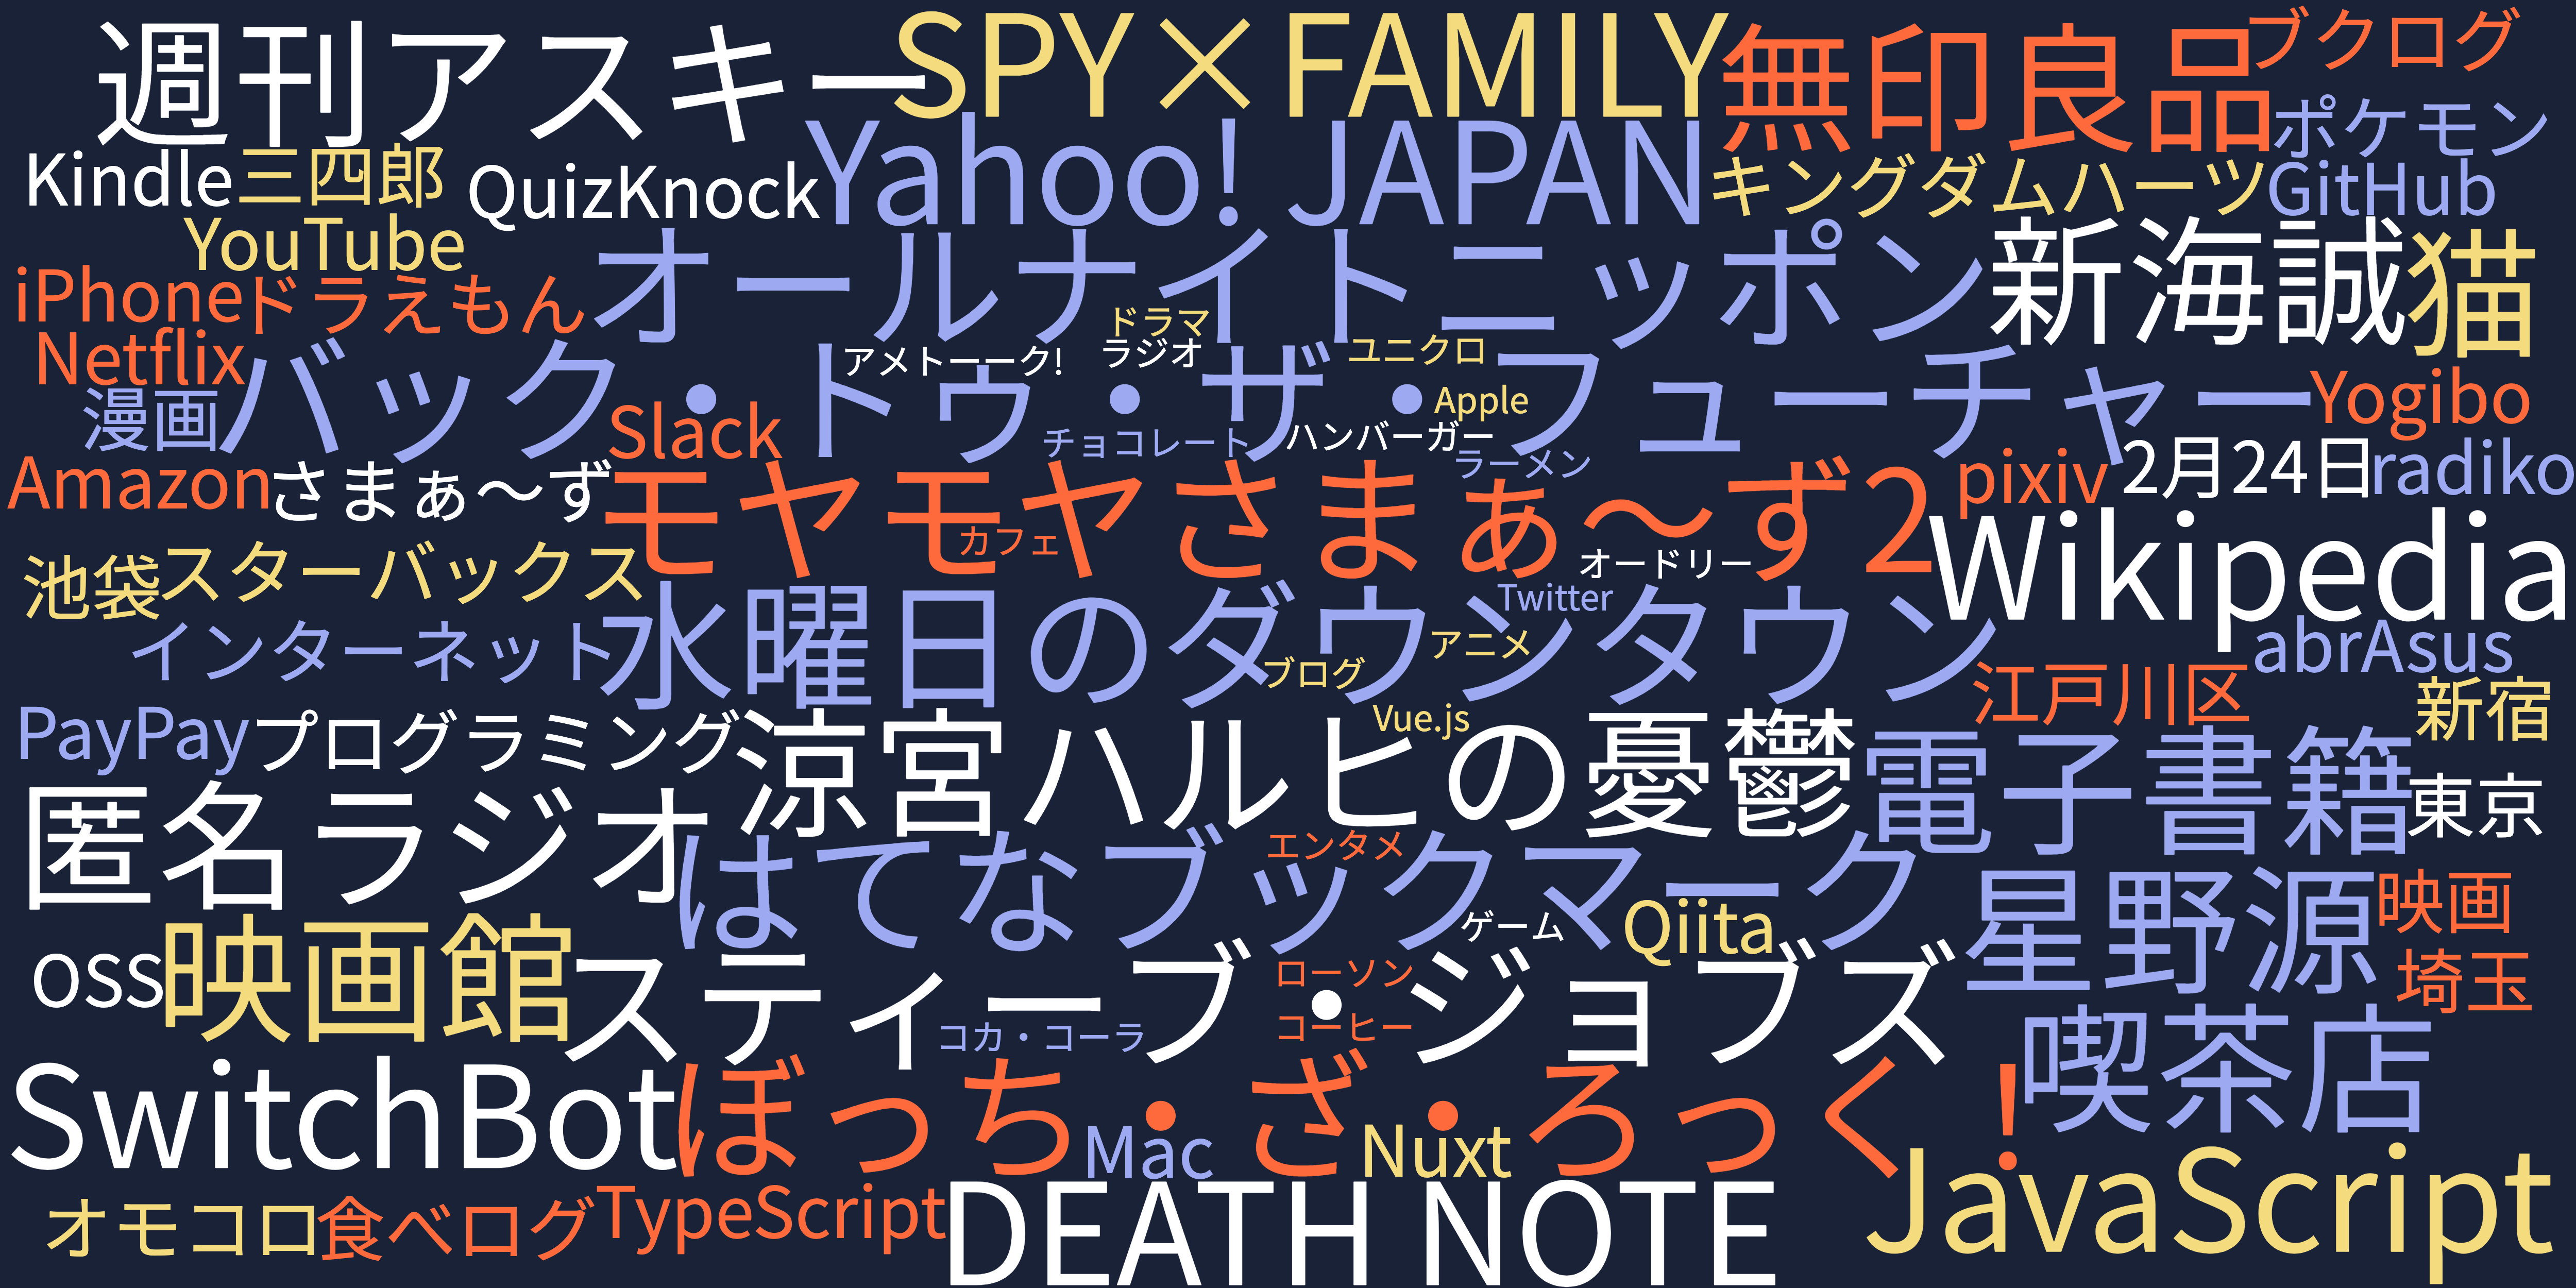 週刊アスキー
SPY×FAMILY
無印良品
ブクログ
ポケモン
Kindle
三四郎
QuizKnock
Yahoo! JAPAN
キングダムハーツ
GitHub
YouTube
オールナイトニッポン
新海誠
猫
iPhone
ドラえもん
ドラマ
Netflix
アメトーーク!
ラジオ
ユニクロ
バック・トゥ・ザ・フューチャー
漫画
Slack
Apple
Yogibo
チョコレート
ハンバーガー
ラーメン
Amazon
さまぁ〜ず
モヤモヤさまぁ〜ず2
pixiv
2月24日
radiko
カフェ
オードリー
Wikipedia
池袋
スターバックス
Twitter
インターネット
水曜日のダウンタウン
アニメ
ブログ
abrAsus
江戸川区
新宿
PayPay
プログラミング
Vue.js
涼宮ハルヒの憂鬱
電子書籍
東京
匿名ラジオ
はてなブックマーク
エンタメ
ゲーム
Qiita
星野源
映画
oss
映画館
スティーブ・ジョブズ
ローソン
コーヒー
コカ・コーラ
埼玉
喫茶店
SwitchBot
ぼっち・ざ・ろっく！
Mac
Nuxt
JavaScript
オモコロ
食べログ
TypeScript
DEATH NOTE